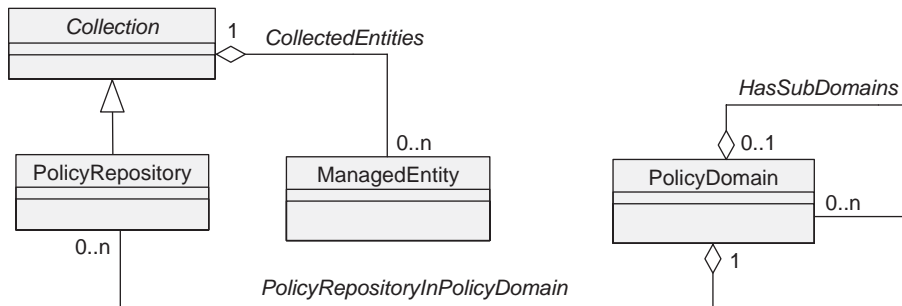 Collection
1
CollectedEntities
HasSubDomains
0..n
0..1
PolicyRepository
ManagedEntity
PolicyDomain
0..n
0..n
1
PolicyRepositoryInPolicyDomain